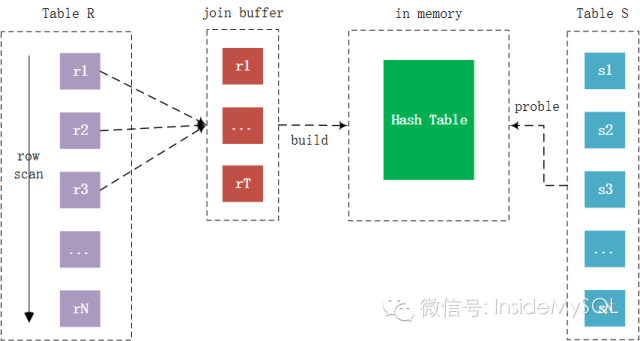 Table R
join buffer
in memory
Table S
row
scan
r1
r2
r3
...
rN
r1
...
rT
build
Hash Table
proble
s1
s2
s3
...
sN
微信号: InsideMySQL